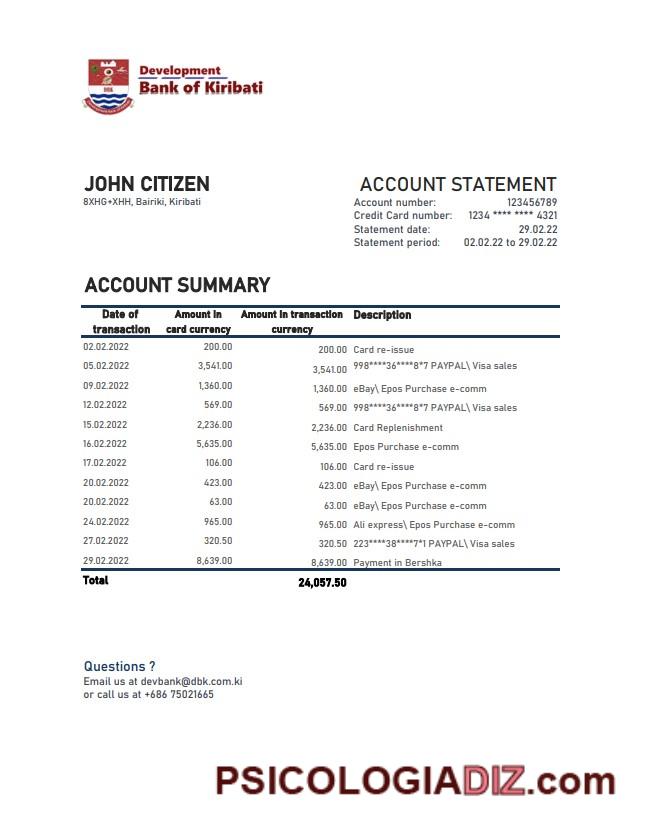 Development
Bank of Kiribati
JOHN CITIZEN
8XHG+XHH, Bairiki, Kiribati
ACCOUNT STATEMENT
Account number: 123456789
Credit Card number: 1234 **** **** 4321
Statement date: 29.02.22
Statement period: 02.02.22 to 29.02.22
ACCOUNT SUMMARY
Date of transaction Amount in card currency Amount in transaction currency Description
02.02.2022 200.00 200.00 Card re-issue
05.02.2022 3,541.00 3,541.00 998****36****8*7 PAYPAL\ Visa sales
09.02.2022 1,360.00 1,360.00 eBay\ Epos Purchase e-comm
12.02.2022 569.00 569.00 998****36****8*7 PAYPAL\ Visa sales
15.02.2022 2,236.00 2,236.00 Card Replenishment
16.02.2022 5,635.00 5,635.00 Epos Purchase e-comm
17.02.2022 106.00 106.00 Card re-issue
20.02.2022 423.00 423.00 eBay\ Epos Purchase e-comm
20.02.2022 63.00 63.00 eBay\ Epos Purchase e-comm
24.02.2022 965.00 965.00 Ali express\ Epos Purchase e-comm
27.02.2022 320.50 320.50 223****38****7*1 PAYPAL\ Visa sales
29.02.2022 8,639.00 8,639.00 Payment in Bershka
Total 24,057.50
Questions ?
Email us at devbank@dbk.com.ki
or call us at +686 75021665
PSICOLOGIADIZ.com